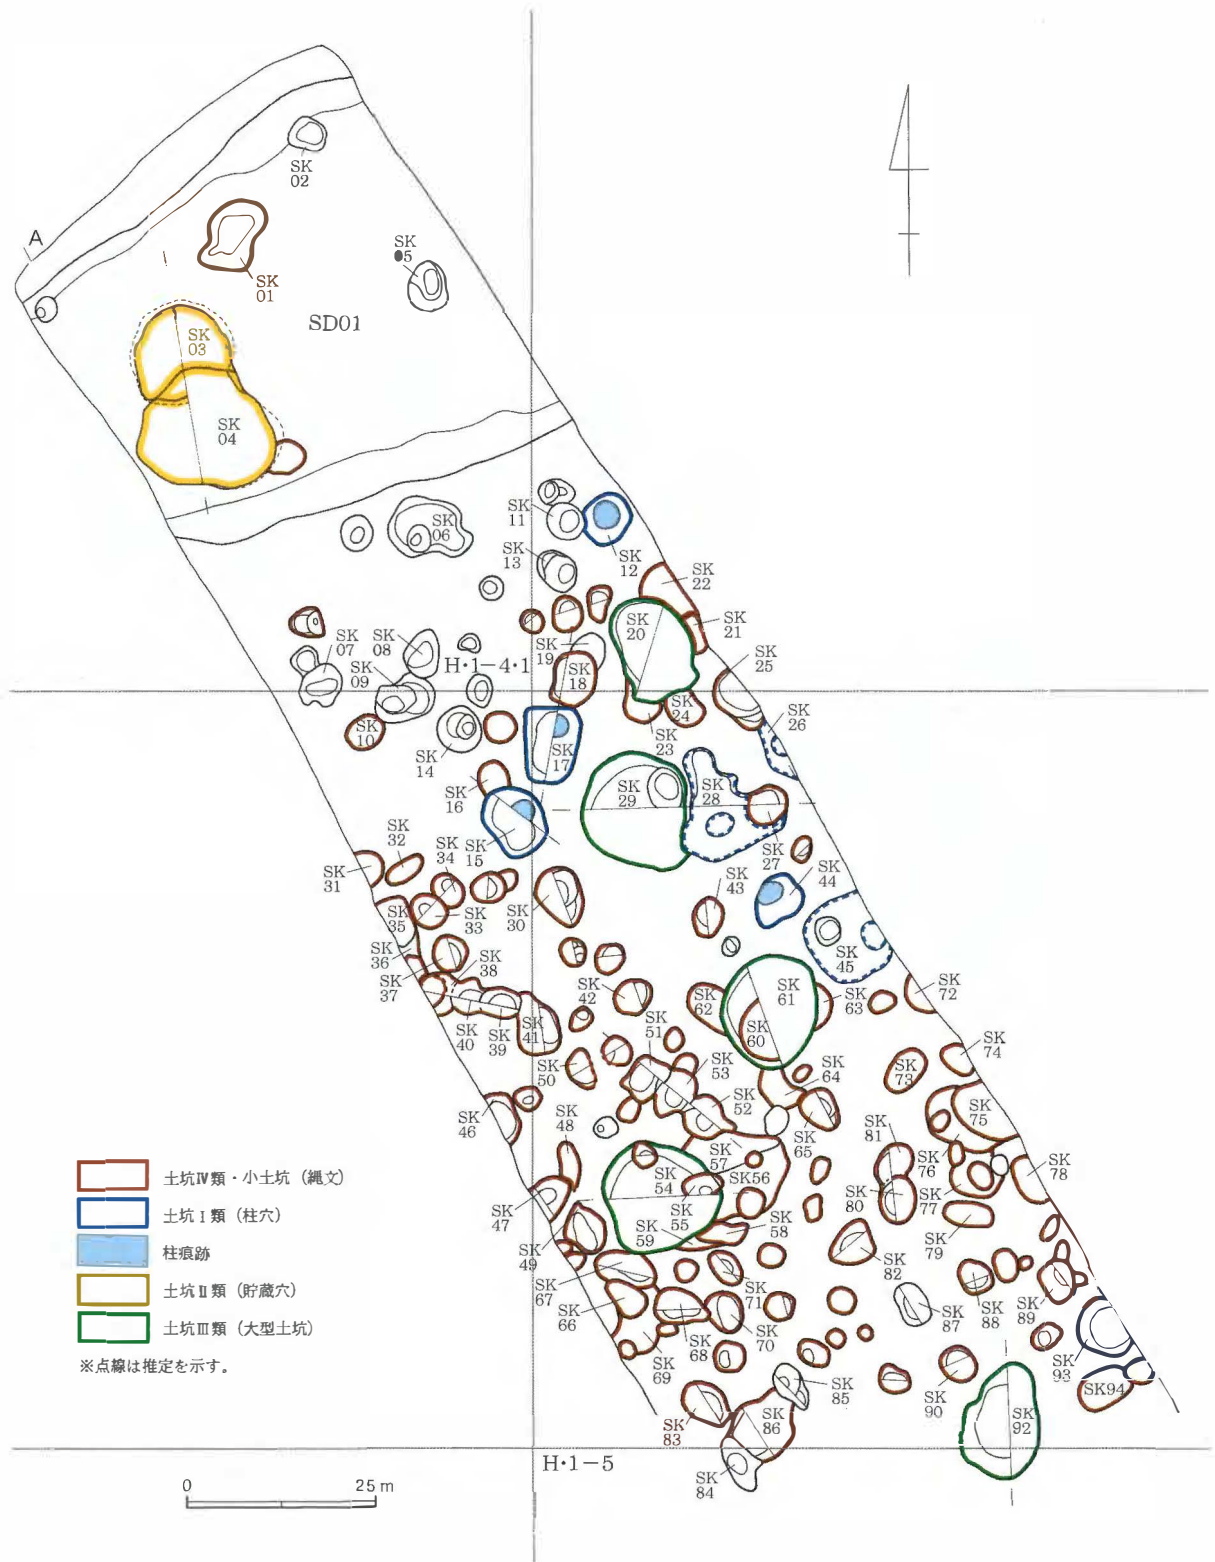 SK
02
A
SK
05
SK
01
SD01
SK
03
SK
04
SK
11
SK
06
SK
12
SK
13
SK
22
SK
21
SK
20
SK
07
SK
08
SK
19
SK
25
SK
09
H・1−4・1
SK
18
SK
24
SK
26
SK
10
SK
14
SK
17
SK
23
SK
16
SK
29
SK
28
SK
15
SK
27
SK
32
SK
34
SK
31
SK
43
SK
44
SK
35
SK
33
SK
30
SK
36
SK
45
SK
37
SK
38
SK
42
SK
62
SK
61
SK
63
SK
72
SK
40
SK
39
SK
41
SK
51
SK
60
SK
74
SK
50
SK
53
SK
64
SK
73
SK
46
SK
52
SK
65
SK
75
SK
48
SK
81
SK
57
SK
76
SK
78
土坑Ⅳ類・小土坑（縄文）
SK
54
SK56
SK
80
SK
77
土坑Ⅰ類（柱穴）
SK
47
SK
55
SK
58
SK
79
柱痕跡
SK
49
SK
59
SK
82
土坑Ⅱ類（貯蔵穴）
SK
67
SK
71
SK
87
SK
88
SK
89
土坑Ⅲ類（大型土坑）
SK
66
SK
68
SK
70
※点線は推定を示す。
SK
69
SK
93
SK
85
SK
90
SK94
SK
83
SK
86
SK
92
H・1−5
SK
84
0 25 m